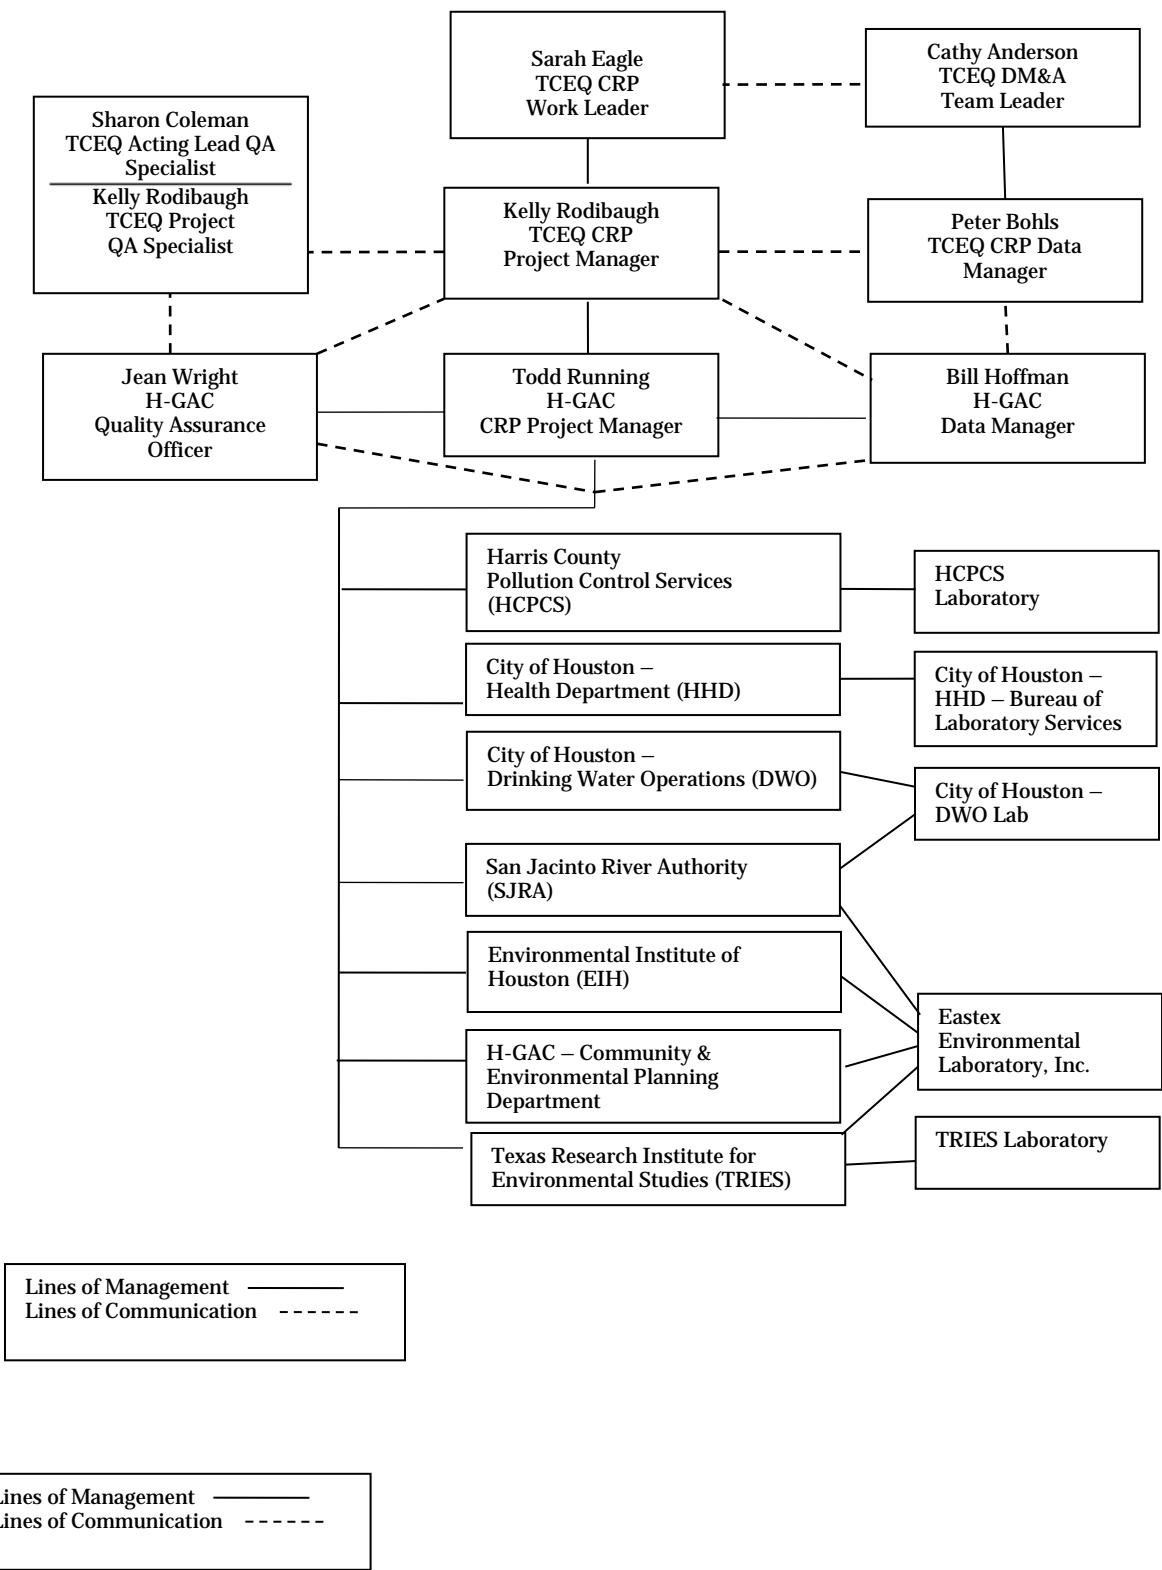 Sarah Eagle
TCEQ CRP
Work Leader
Cathy Anderson
TCEQ DM&A
Team Leader
Sharon Coleman
TCEQ Acting Lead QA
Specialist
Kelly Rodibaugh
TCEQ Project
QA Specialist
Kelly Rodibaugh
TCEQ CRP
Project Manager
Peter Bohls
TCEQ CRP Data
Manager
Jean Wright
H-GAC
Quality Assurance
Officer
Todd Running
H-GAC
CRP Project Manager
Bill Hoffman
H-GAC
Data Manager
Harris County
Pollution Control Services
(HCPCS)
HCPCS
Laboratory
City of Houston –
Health Department (HHD)
City of Houston –
HHD – Bureau of
Laboratory Services
City of Houston –
Drinking Water Operations (DWO)
City of Houston –
DWO Lab
San Jacinto River Authority
(SJRA)
Environmental Institute of
Houston (EIH)
Eastex
Environmental
Laboratory, Inc.
H-GAC – Community &
Environmental Planning
Department
Texas Research Institute for
Environmental Studies (TRIES)
TRIES Laboratory
Lines of Management
Lines of Communication
Lines of Management
Lines of Communication